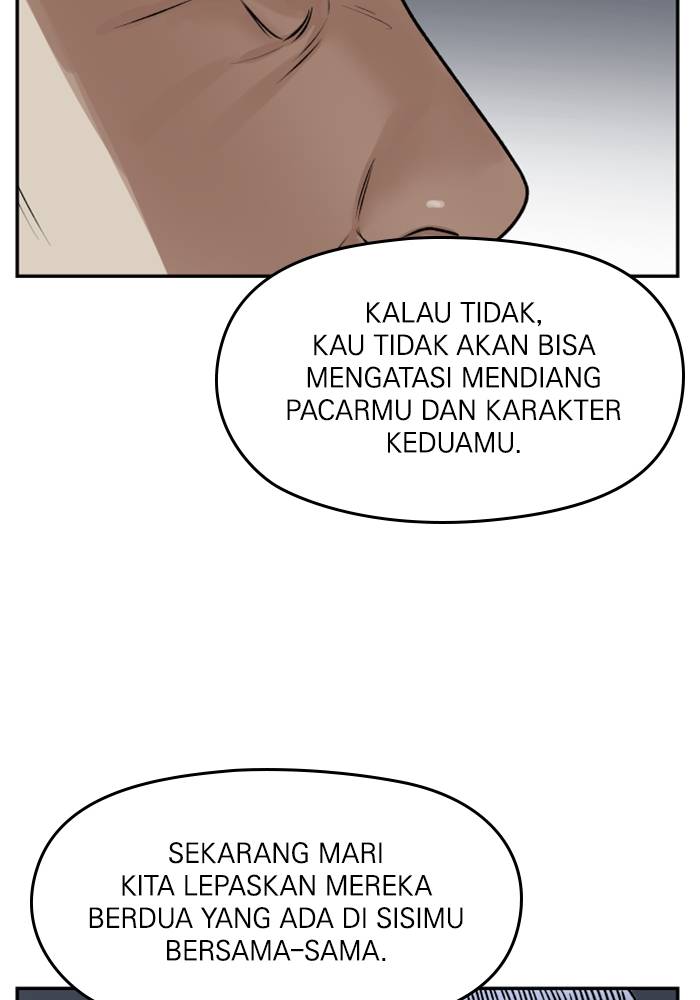 KALAU TIDAK,
KAU TIDAK AKAN BISA
MENGATASI MENDIANG
PACARMU DAN KARAKTER
KEDUAMU.
SEKARANG MARI
KITA LEPASKAN MEREKA
BERDUA YANG ADA DI SISIMU
BERSAMA-SAMA.